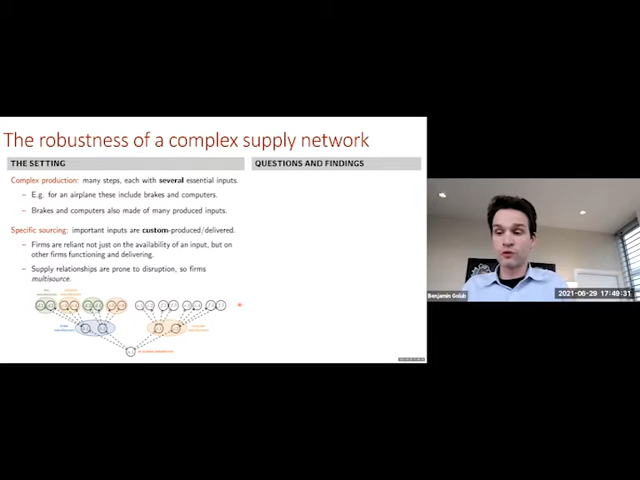 The robustness of a complex supply network
THE SETTING
QUESTIONS AND FINDINGS
Complex production: many steps, each with several essential inputs.
– E.g. for an airplane these include brakes and computers.
– Brakes and computers also made of many produced inputs.
Specific sourcing: important inputs are custom-produced/delivered.
– Firms are reliant not just on the availability of an input, but on
other firms functioning and delivering.
– Supply relationships are prone to disruption, so firms
multisource.
Benjamin Golub
2021-06-29 17:49:31